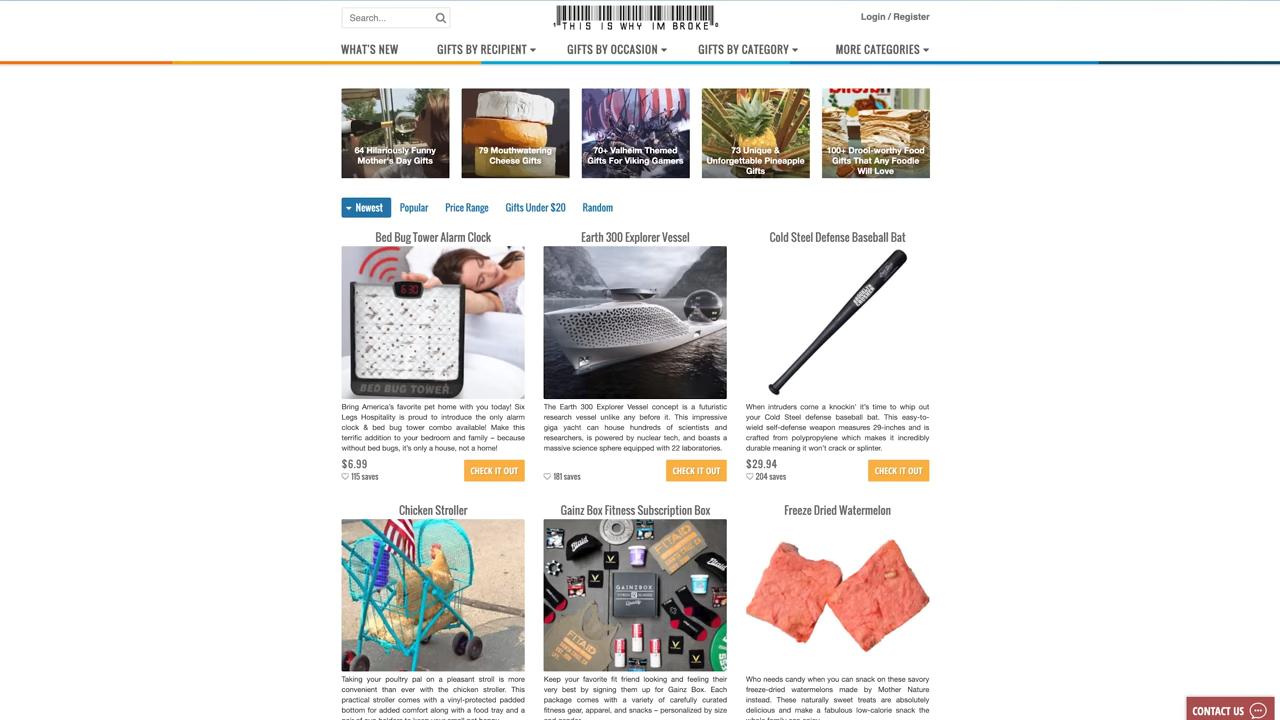 Search...
THIS IS WHY IM BROKE
Login / Register
WHAT'S NEW
GIFTS BY RECIPIENT
GIFTS BY OCCASION
GIFTS BY CATEGORY
MORE CATEGORIES
64 Hilariously Funny
Mother's Day Gifts
79 Mouthwatering
Cheese Gifts
70+ Valheim Themed
Gifts For Viking Gamers
73 Unique &
Unforgettable Pineapple
Gifts
100+ Drool-worthy Food
Gifts That Any Foodie
Will Love
Newest
Popular
Price Range
Gifts Under $20
Random
Bed Bug Tower Alarm Clock
6:30
BED BUG TOWER
Bring America's favorite pet home with you today! Six
Legs Hospitality is proud to introduce the only alarm
clock & bed bug tower combo available! Make this
terrific addition to your bedroom and family – because
without bed bugs, it's only a house, not a home!
$6.99
115 saves
CHECK IT OUT
Earth 300 Explorer Vessel
The Earth 300 Explorer Vessel concept is a futuristic
research vessel unlike any before it. This impressive
giga yacht can house hundreds of scientists and
researchers, is powered by nuclear tech, and boasts a
massive science sphere equipped with 22 laboratories.
181 saves
CHECK IT OUT
Cold Steel Defense Baseball Bat
BROOKLYN
CRUSHER
When intruders come a knockin' it's time to whip out
your Cold Steel defense baseball bat. This easy-to-
wield self-defense weapon measures 29-inches and is
crafted from polypropylene which makes it incredibly
durable meaning it won't crack or splinter.
$29.94
204 saves
CHECK IT OUT
Chicken Stroller
Taking your poultry pal on a pleasant stroll is more
convenient than ever with the chicken stroller. This
practical stroller comes with a vinyl-protected padded
bottom for added comfort along with a food tray and a
Gainz Box Fitness Subscription Box
GAINZBOX
FITAID
Keep your favorite fit friend looking and feeling their
very best by signing them up for Gainz Box. Each
package comes with a variety of carefully curated
fitness gear, apparel, and snacks – personalized by size
Freeze Dried Watermelon
Who needs candy when you can snack on these savory
freeze-dried watermelons made by Mother Nature
instead. These naturally sweet treats are absolutely
delicious and make a fabulous low-calorie snack the
CONTACT US